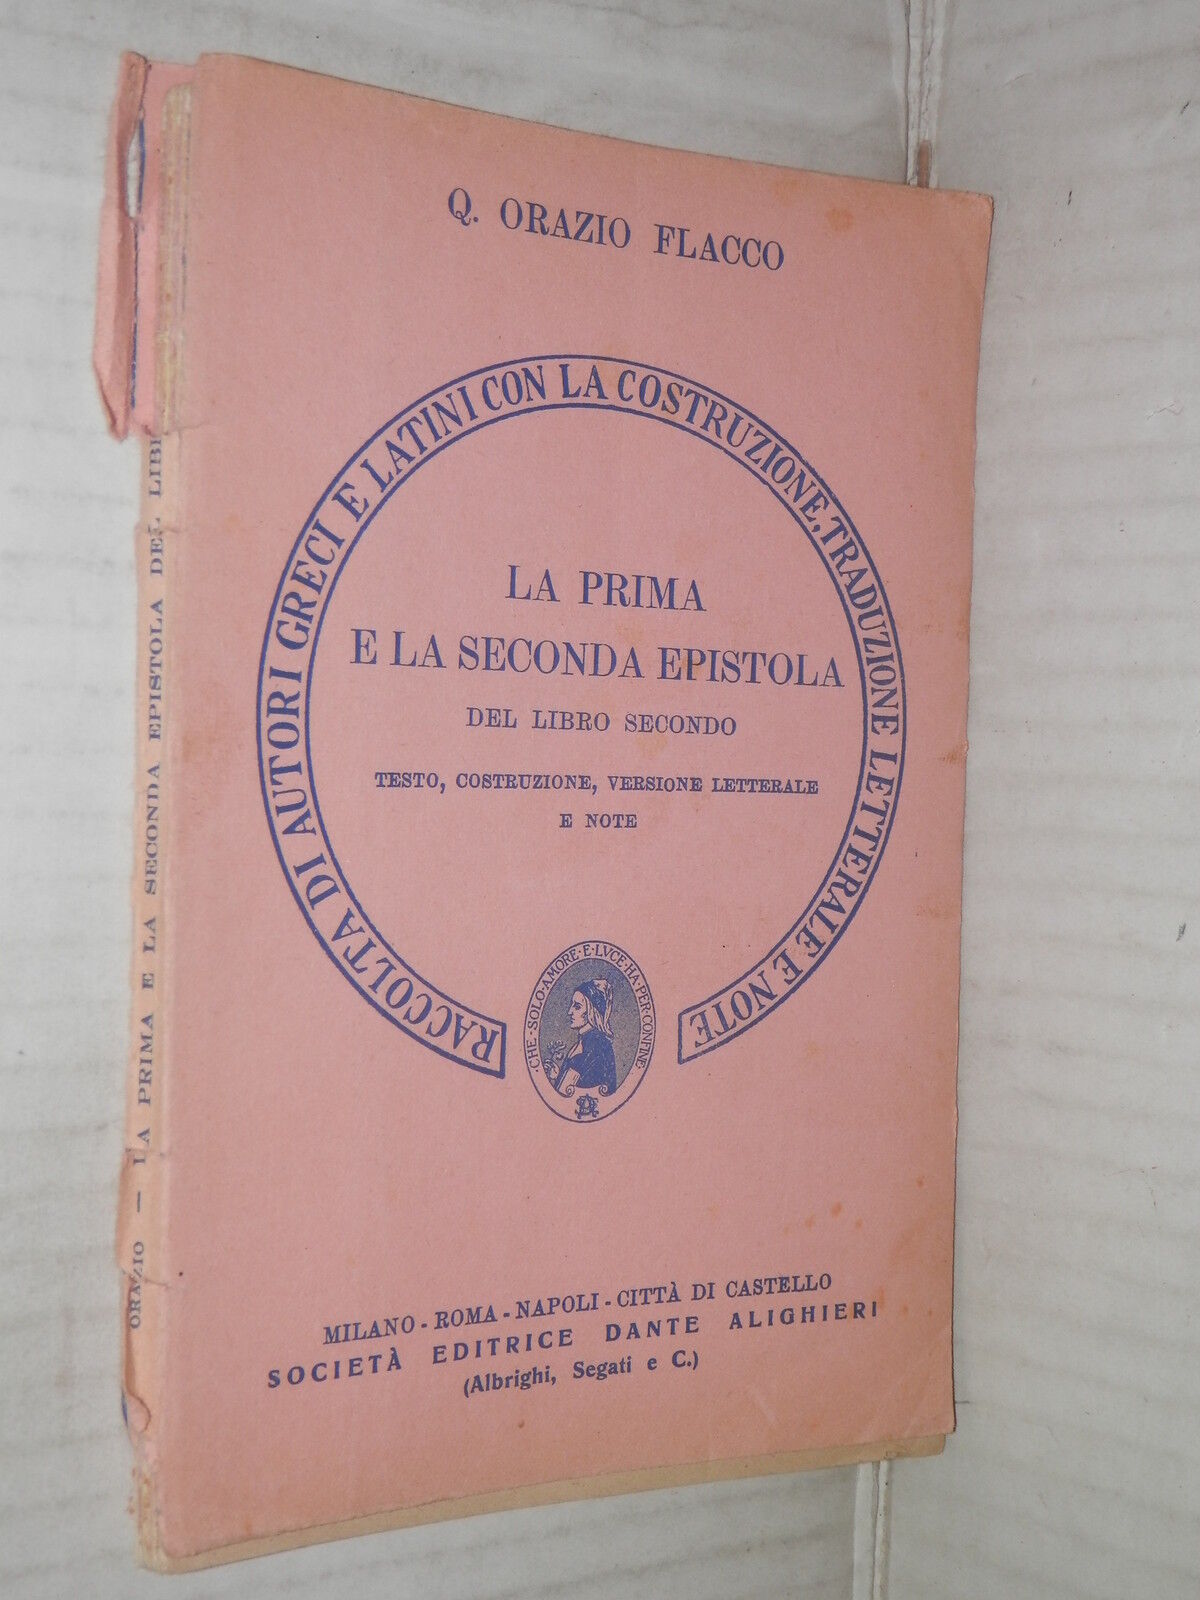 Q. ORAZIO FLACCO
RACCOLTA DI AUTORI GRECI E LATINI CON LA COSTRUZIONE, TRADUZIONE LETTERALE E NOTE
LA PRIMA
E LA SECONDA EPISTOLA
DEL LIBRO SECONDO
TESTO, COSTRUZIONE, VERSIONE LETTERALE
E NOTE
·CHE·SOLO·AMORE·E·LVCE·HA·PER·CONFINE·
MILANO - ROMA - NAPOLI - CITTÀ DI CASTELLO
SOCIETÀ EDITRICE DANTE ALIGHIERI
(Albrighi, Segati e C.)
ORAZIO — LA PRIMA E LA SECONDA EPISTOLA DEL LIB